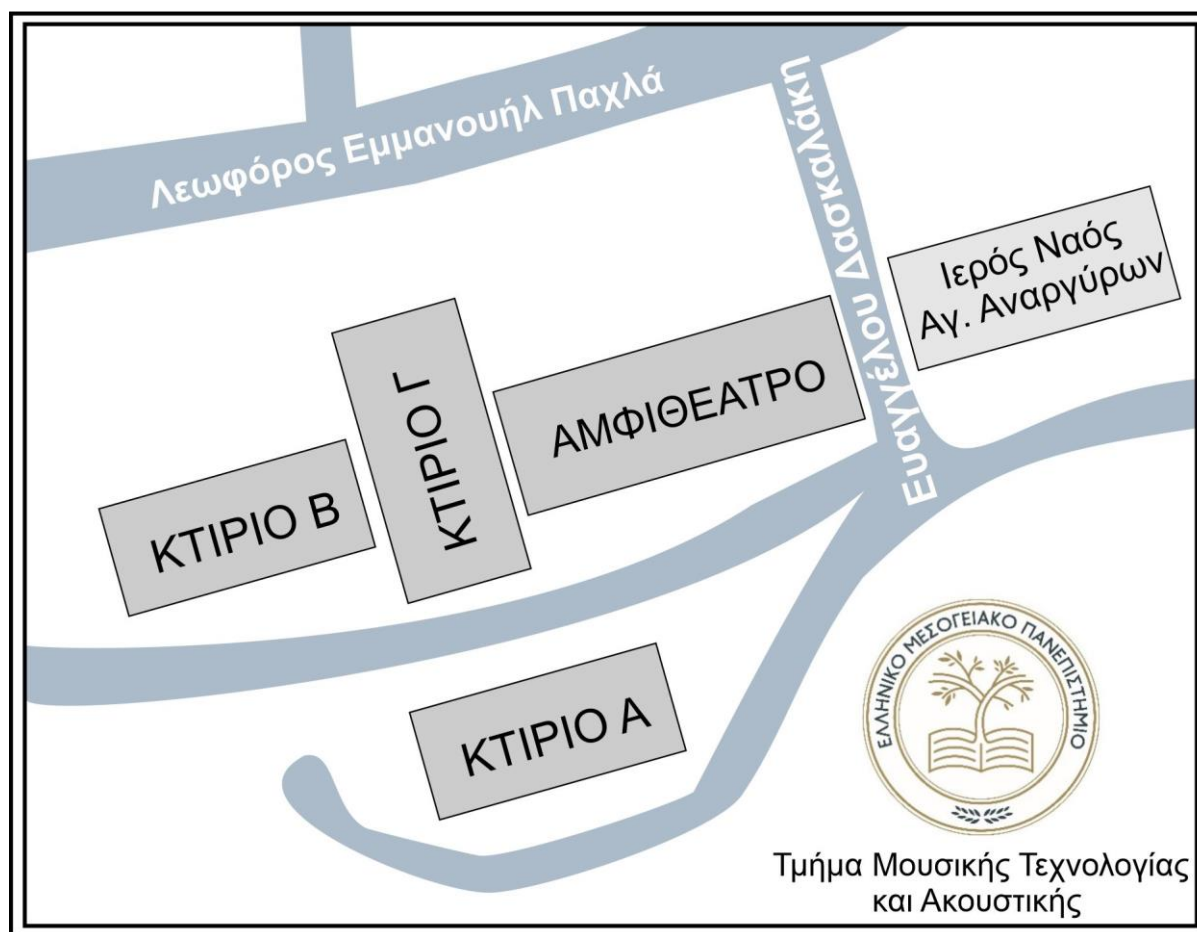 Λεωφόρος Εμμανουήλ Παχλά
Ευαγγέλου Δασκαλάκη
Ιερός Ναός
Αγ. Αναργύρων
ΑΜΦΙΘΕΑΤΡΟ
ΚΤΙΡΙΟ Γ
ΚΤΙΡΙΟ Β
ΚΤΙΡΙΟ Α
ΕΛΛΗΝΙΚΟ ΜΕΣΟΓΕΙΑΚΟ ΠΑΝΕΠΙΣΤΗΜΙΟ
Τμήμα Μουσικής Τεχνολογίας
και Ακουστικής